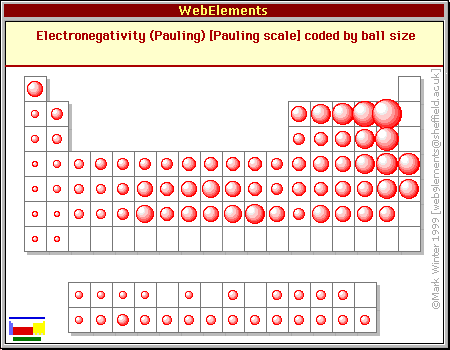 WebElements
Electronegativity (Pauling) [Pauling scale] coded by ball size
©Mark Winter 1999 [webelements@sheffield.ac.uk]